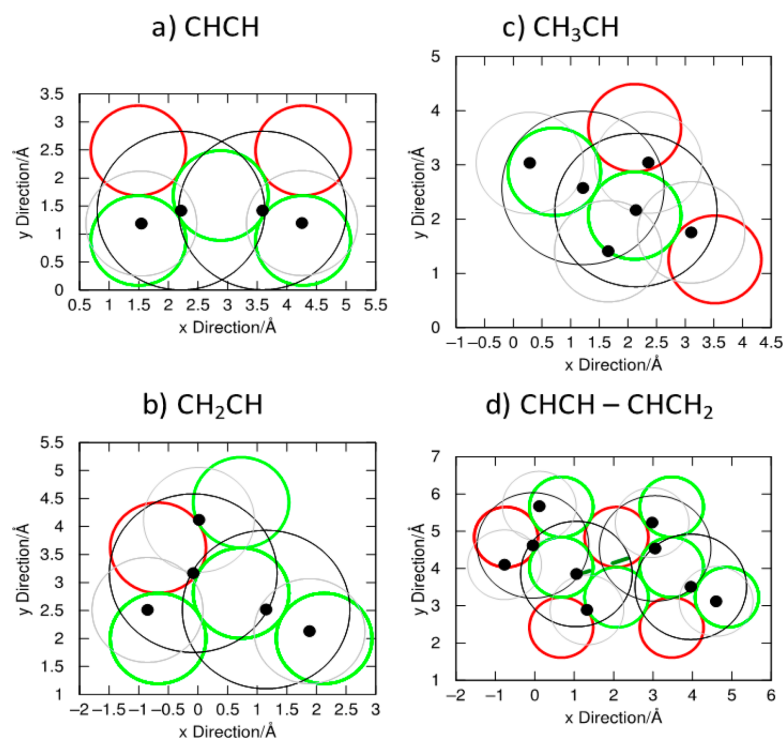 a) CHCH
3.5
3
2.5
2
1.5
1
0.5
0
y Direction/Å
0.5 1 1.5 2 2.5 3 3.5 4 4.5 5 5.5
x Direction/Å
c) CH₃CH
5
4
3
2
1
0
y Direction/Å
−1 −0.5 0 0.5 1 1.5 2 2.5 3 3.5 4 4.5
x Direction/Å
b) CH₂CH
5.5
5
4.5
4
3.5
3
2.5
2
1.5
1
y Direction/Å
−2 −1.5 −1 −0.5 0 0.5 1 1.5 2 2.5 3
x Direction/Å
d) CHCH – CHCH₂
7
6
5
4
3
2
1
y Direction/Å
−2 −1 0 1 2 3 4 5 6
x Direction/Å